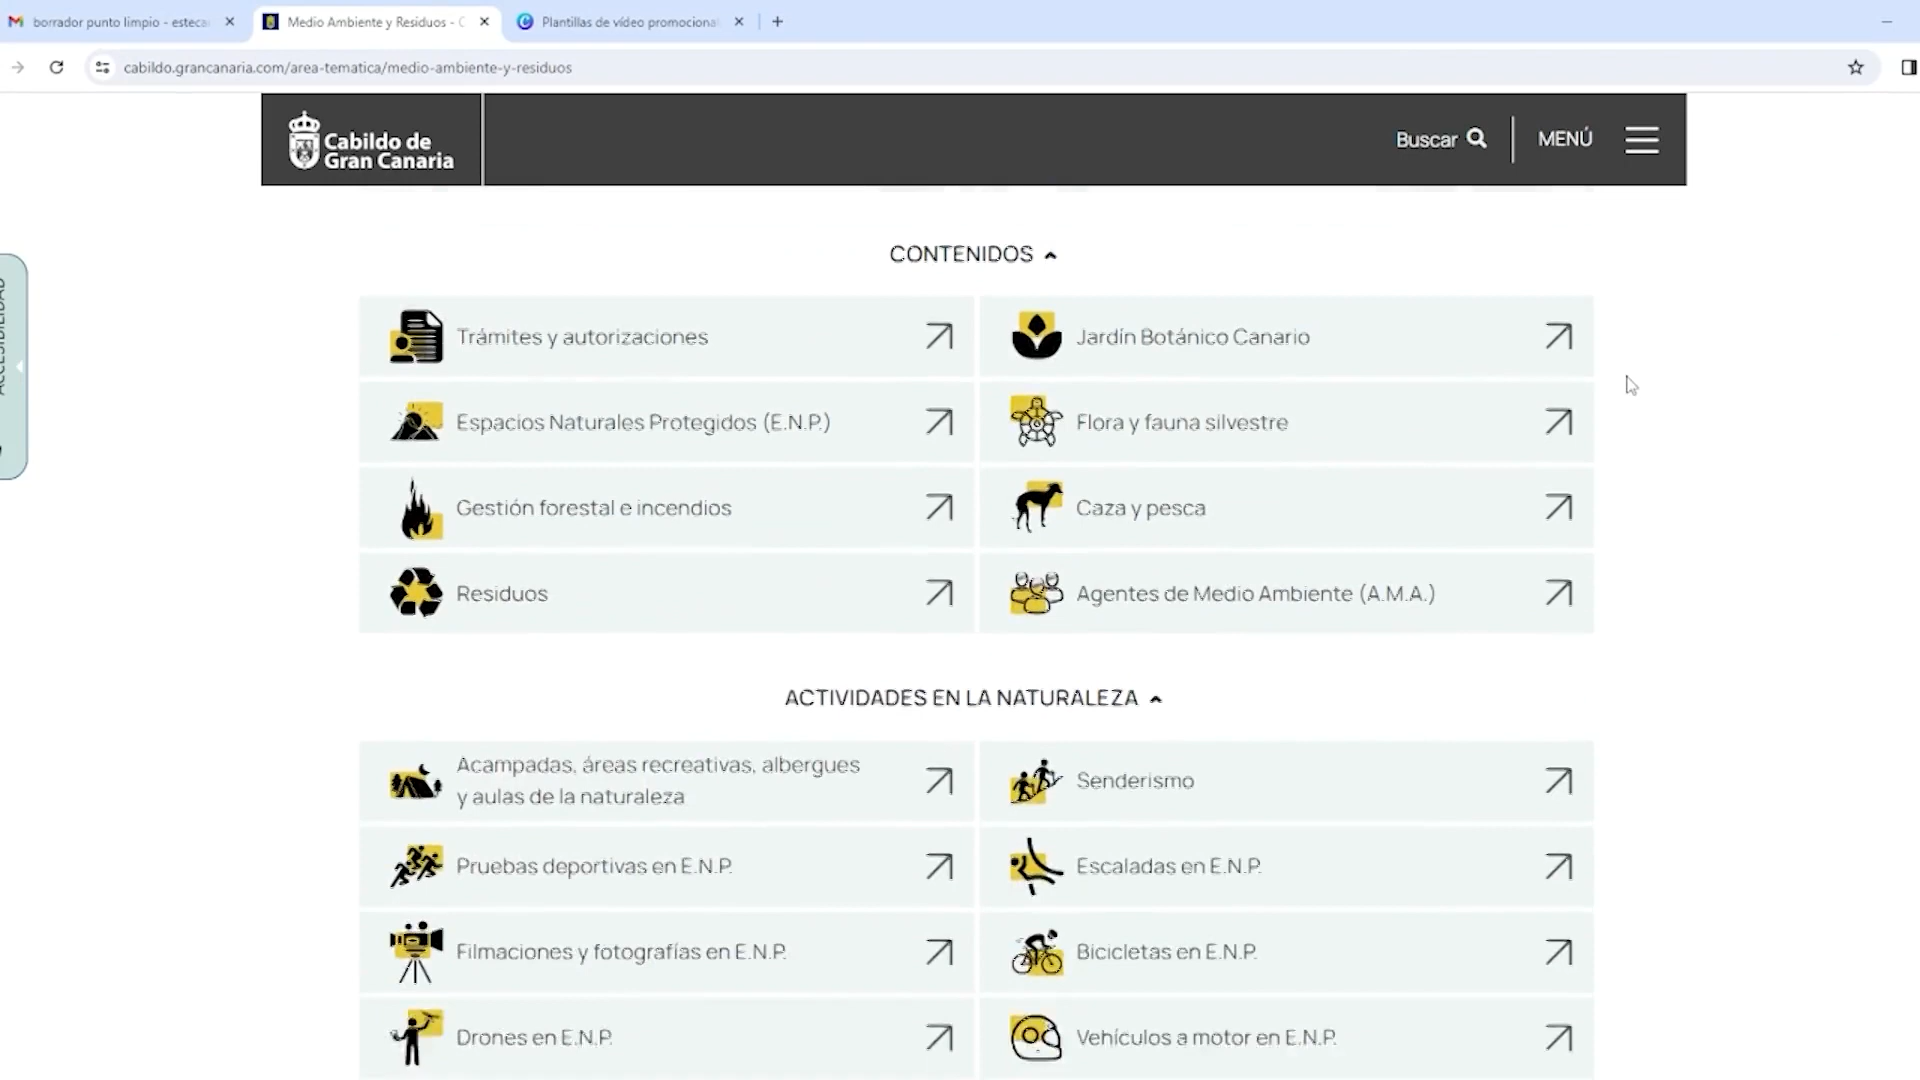 borrador punto limpio - esteca
Medio Ambiente y Residuos - C
Plantillas de vídeo promociona
cabildo.grancanaria.com/area-tematica/medio-ambiente-y-residuos
Cabildo de
Gran Canaria
Buscar
MENÚ
ACCESIBILIDAD
CONTENIDOS
Trámites y autorizaciones
Jardín Botánico Canario
Espacios Naturales Protegidos (E.N.P.)
Flora y fauna silvestre
Gestión forestal e incendios
Caza y pesca
Residuos
Agentes de Medio Ambiente (A.M.A.)
ACTIVIDADES EN LA NATURALEZA
Acampadas, áreas recreativas, albergues
y aulas de la naturaleza
Senderismo
Pruebas deportivas en E.N.P.
Escaladas en E.N.P.
Filmaciones y fotografías en E.N.P.
Bicicletas en E.N.P.
Drones en E.N.P.
Vehículos a motor en E.N.P.